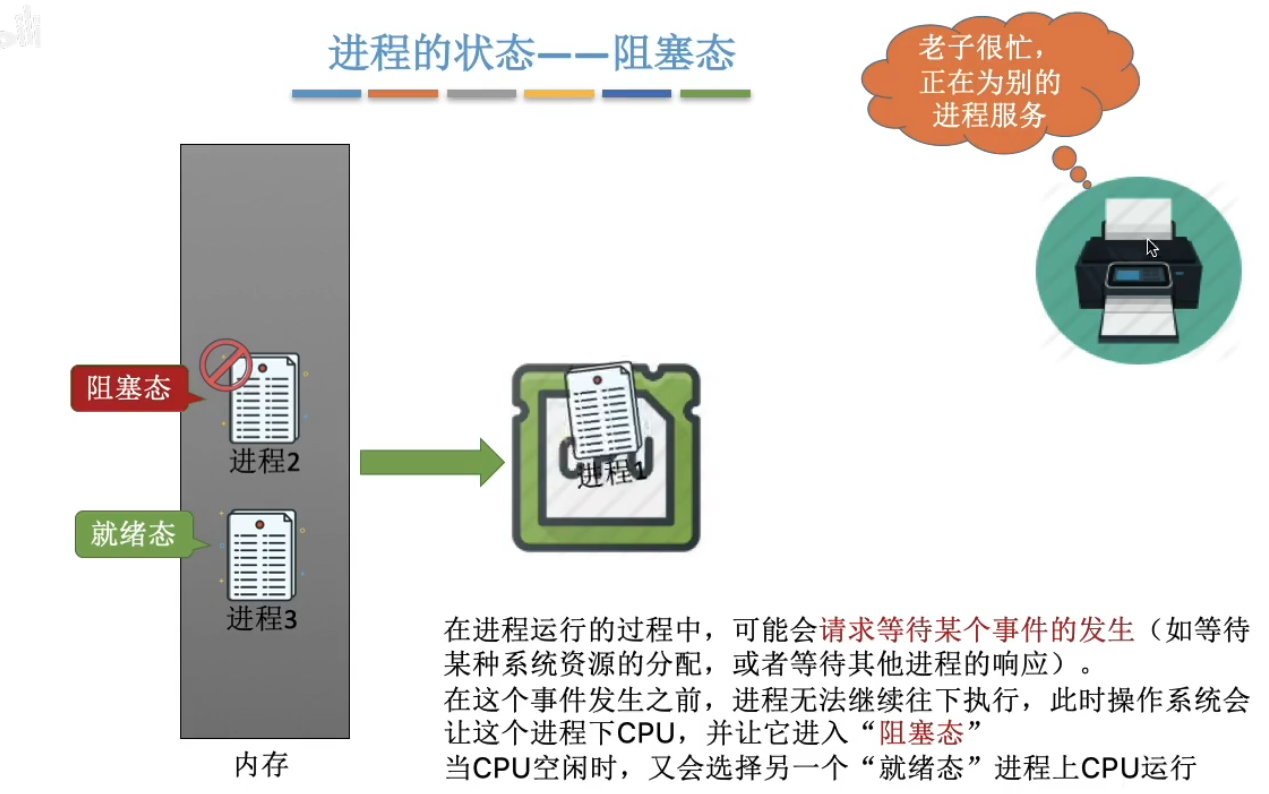 进程的状态——阻塞态
老子很忙，
正在为别的
进程服务
阻塞态
进程2
就绪态
进程3
内存
进程1
在进程运行的过程中，可能会请求等待某个事件的发生（如等待
某种系统资源的分配，或者等待其他进程的响应）。
在这个事件发生之前，进程无法继续往下执行，此时操作系统会
让这个进程下CPU，并让它进入“阻塞态”
当CPU空闲时，又会选择另一个“就绪态”进程上CPU运行